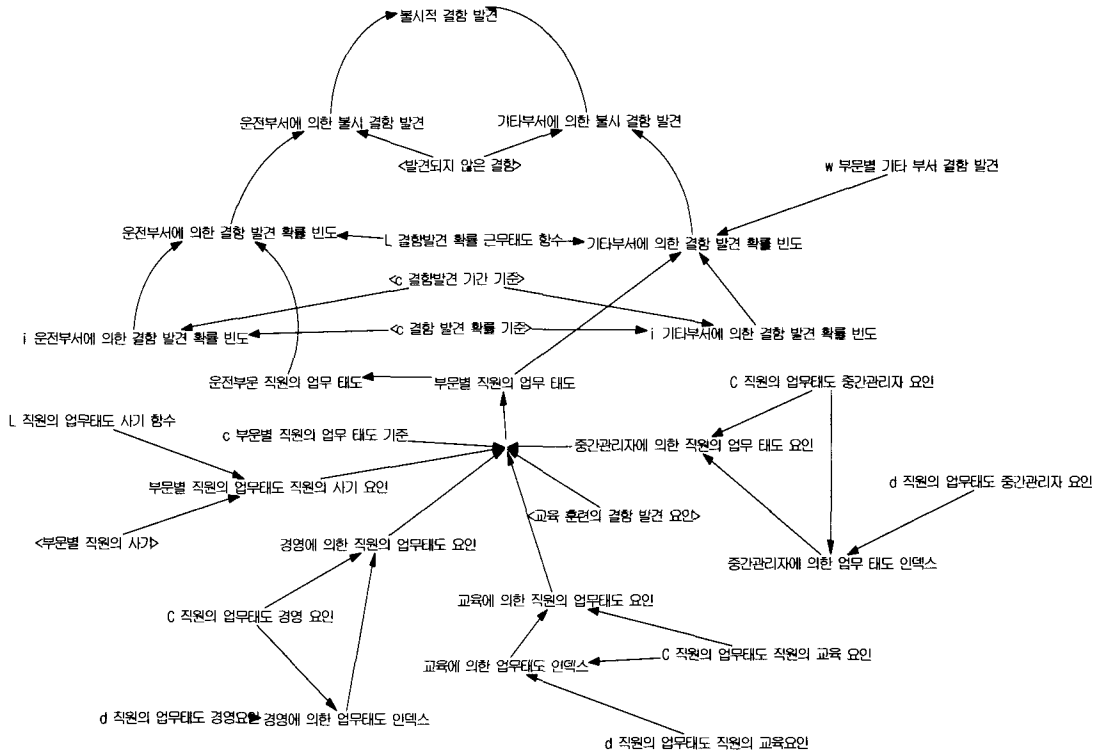 불시적 결함 발견
운전부서에 의한 불시 결함 발견
기타부서에 의한 불시 결함 발견
<발견되지 않은 결함>
w 부문별 기타 부서 결함 발견
운전부서에 의한 결함 발견 확률 빈도
L 결함발견 확률 근무태도 함수
기타부서에 의한 결함 발견 확률 빈도
<c 결함발견 기간 기준>
i 운전부서에 의한 결함 발견 확률 빈도
<c 결함 발견 확률 기준>
i 기타부서에 의한 결함 발견 확률 빈도
운전부운 직원의 업무 태도
부문별 직원의 업무 태도
C 직원의 업무태도 중간관리자 요인
L 직원의 업무태도 사기 함수
c 부문별 직원의 업무 태도 기준
중간관리자에 의한 직원의 업무 태도 요인
부문별 직원의 업무태도 직원의 사기 요인
d 직원의 업무태도 중간관리자 요인
<교육 훈련의 결함 발견 요인>
<부문별 직원의 사기>
경영에 의한 직원의 업무태도 요인
중간관리자에 의한 업무 태도 인덱스
교육에 의한 직원의 업무태도 요인
C 직원의 업무태도 경영 요인
C 직원의 업무태도 직원의 교육 요인
교육에 의한 업무태도 인덱스
d 직원의 업무태도 경영요인
경영에 의한 업무태도 인덱스
d 직원의 업무태도 직원의 교육요인